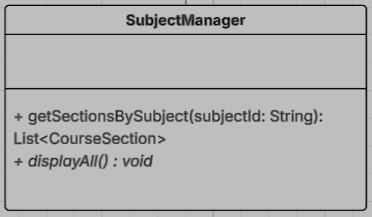 SubjectManager
+ getSectionsBySubject(subjectId: String):
List<CourseSection>
+ displayAll() : void